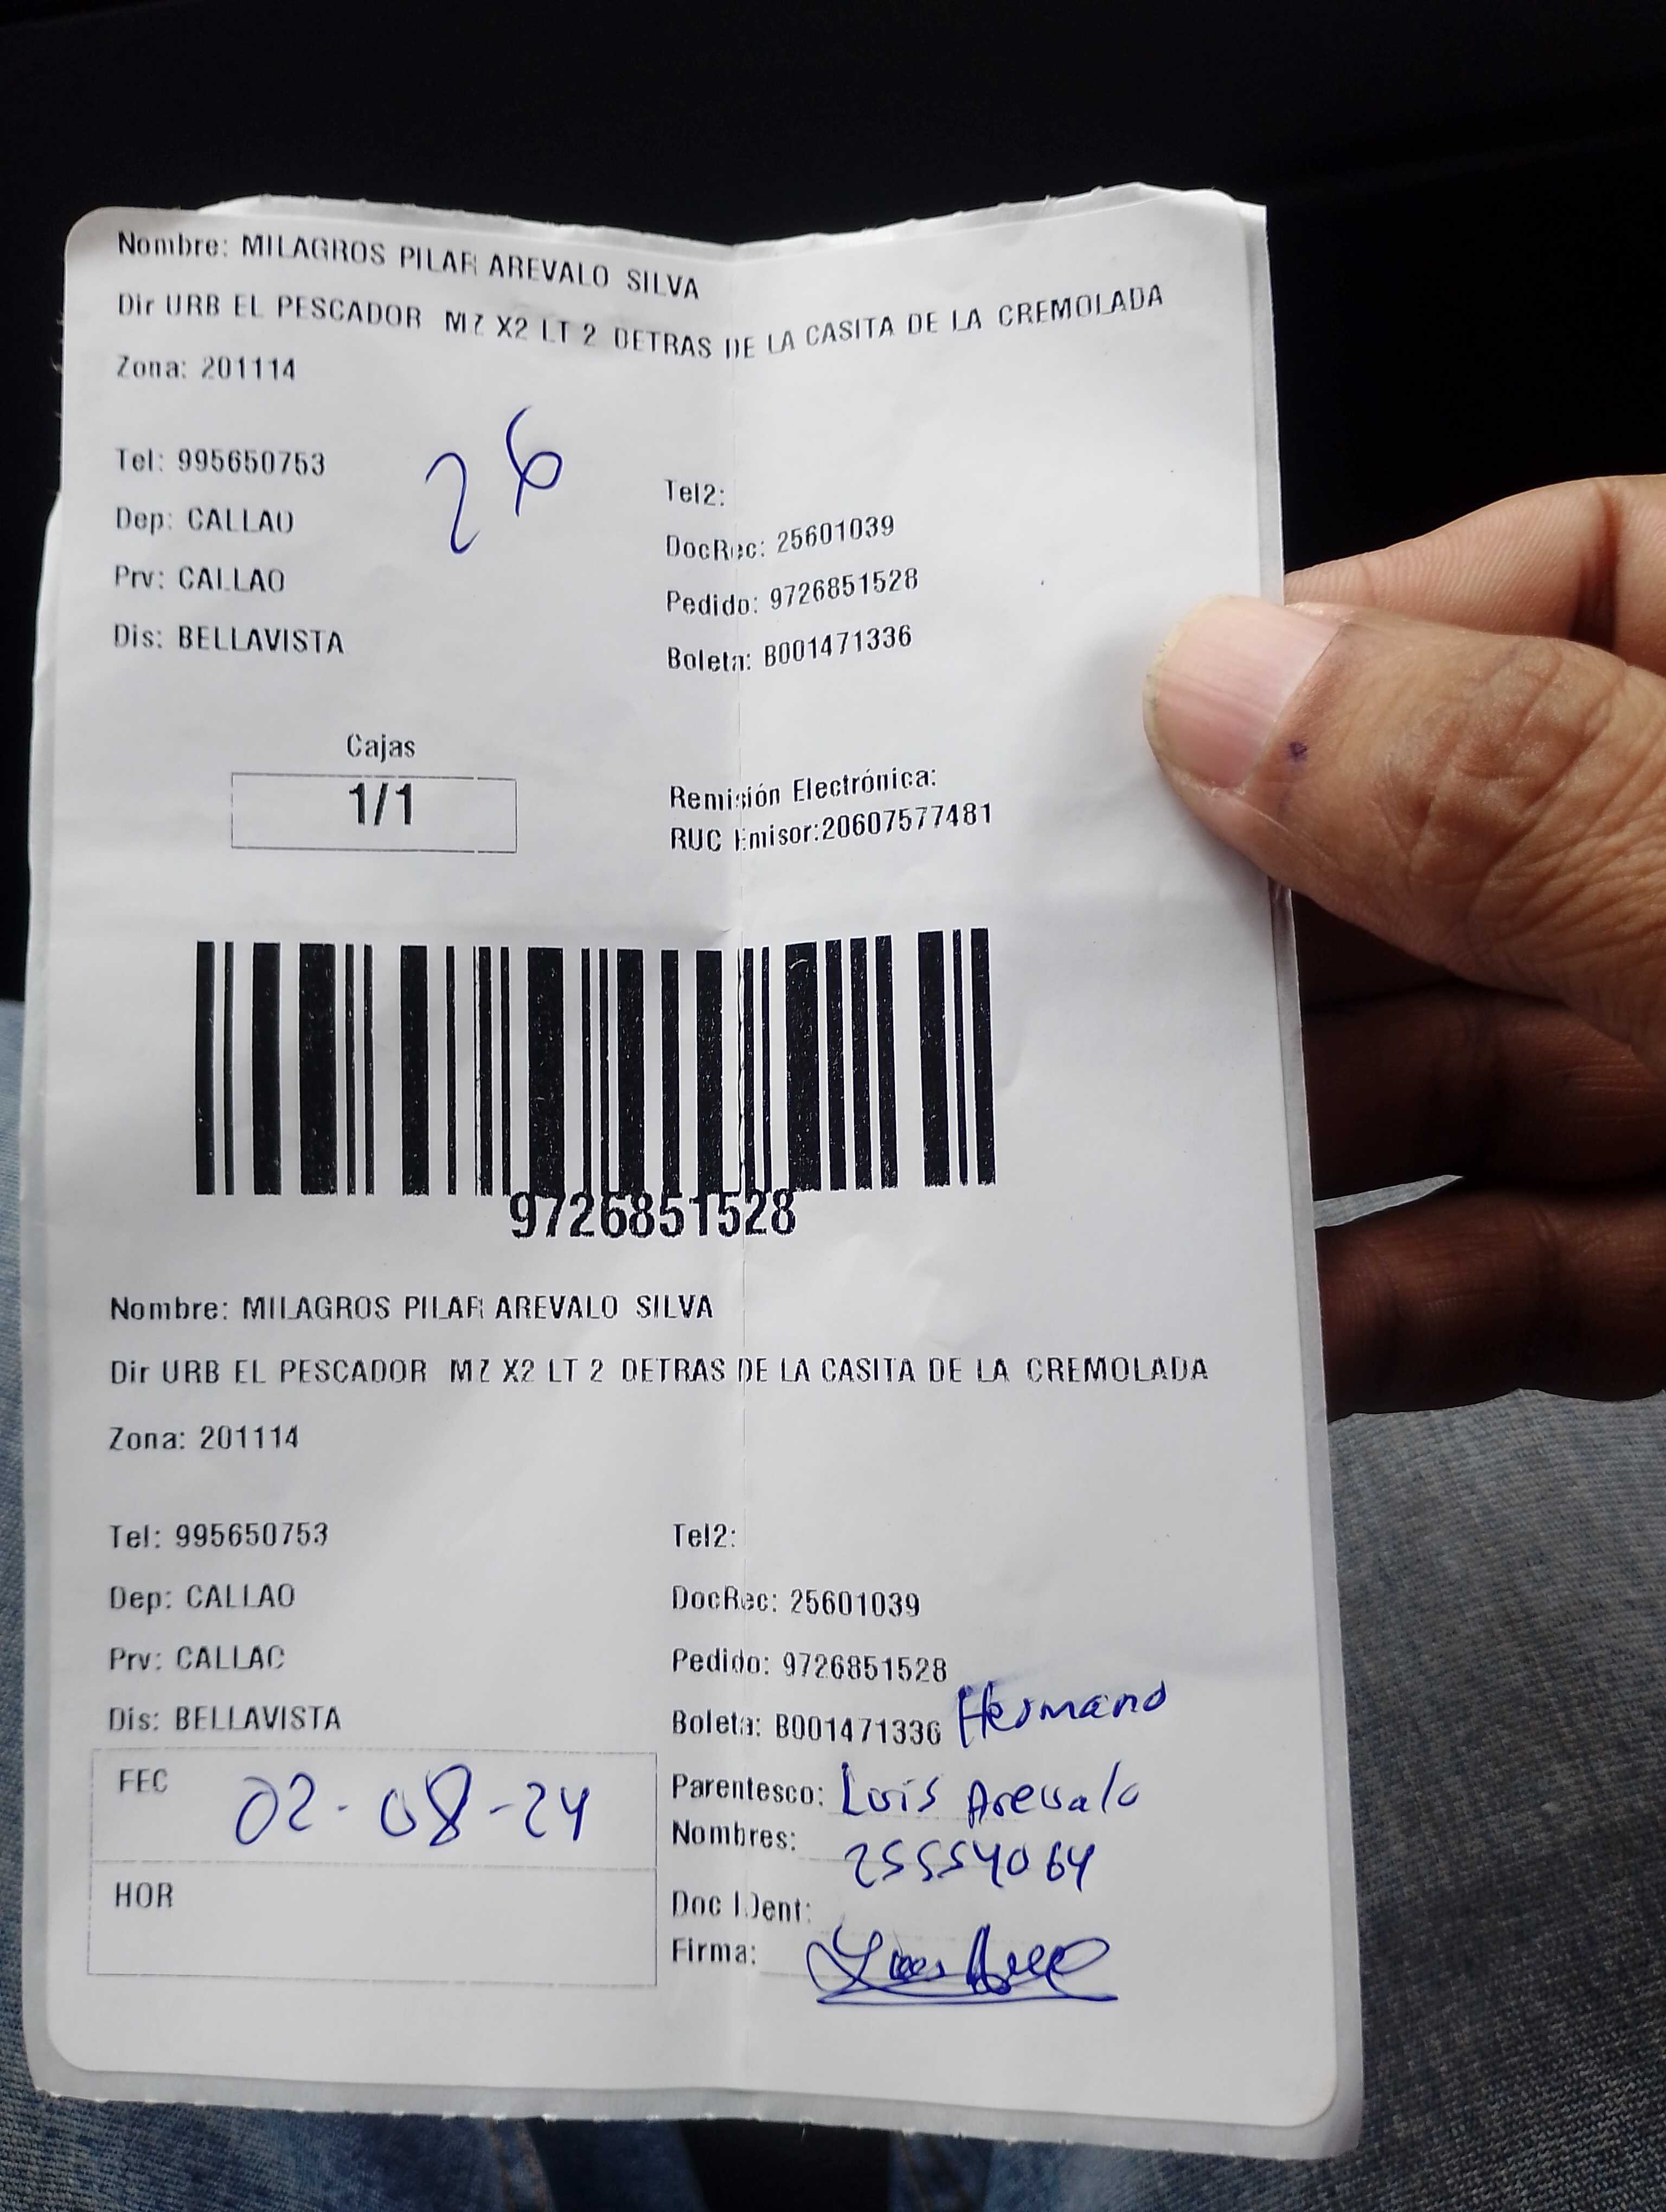 Nombre: MILAGROS PILAR AREVALO SILVA
Dir URB EL PESCADOR MZ X2 LT 2 DETRAS DE LA CASITA DE LA CREMOLADA
Zona: 201114
26
Tel: 995650753
Tel2:
Dep: CALLAO
DocRec: 25601039
Prv: CALLAO
Pedido: 9726851528
Dis: BELLAVISTA
Boleta: B001471336
Cajas
1/1
Remisión Electrónica:
RUC Emisor:20607577481
9726851528
Nombre: MILAGROS PILAR AREVALO SILVA
Dir URB EL PESCADOR MZ X2 LT 2 DETRAS DE LA CASITA DE LA CREMOLADA
Zona: 201114
Tel: 995650753
Tel2:
Dep: CALLAO
DocRec: 25601039
Prv: CALLAO
Pedido: 9726851528
Dis: BELLAVISTA
Boleta: B001471336 Hermano
FEC 02-08-24
Parentesco: Luis Arevalo
Nombres: 25554064
HOR
Doc IDent:
Firma: